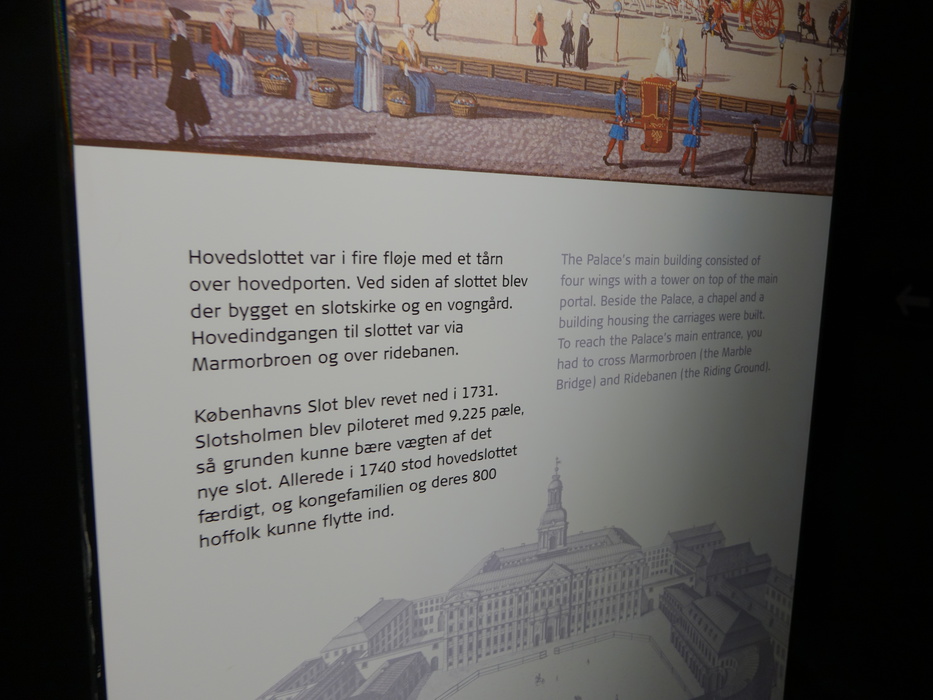 Hovedslottet var i fire fløje med et tårn
over hovedporten. Ved siden af slottet blev
der bygget en slotskirke og en vogngård.
Hovedindgangen til slottet var via
Marmorbroen og over ridebanen.
Københavns Slot blev revet ned i 1731.
Slotsholmen blev piloteret med 9.225 pæle,
så grunden kunne bære vægten af det
nye slot. Allerede i 1740 stod hovedslottet
færdigt, og kongefamilien og deres 800
hoffolk kunne flytte ind.
The Palace's main building consisted of
four wings with a tower on top of the main
portal. Beside the Palace, a chapel and a
building housing the carriages were built.
To reach the Palace's main entrance, you
had to cross Marmorbroen (the Marble
Bridge) and Ridebanen (the Riding Ground).